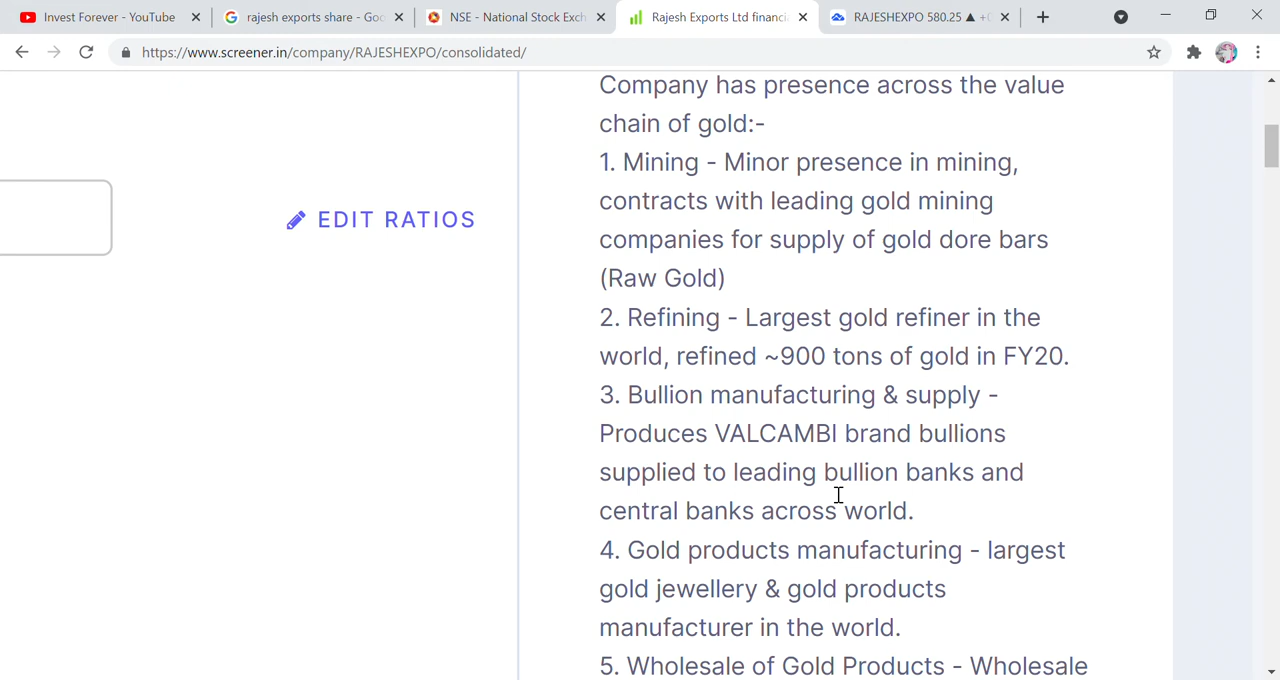 Invest Forever - YouTube
rajesh exports share - Goo
NSE - National Stock Exch
Rajesh Exports Ltd financi
RAJESHEXPO 580.25 ▲ +
https://www.screener.in/company/RAJESHEXPO/consolidated/
EDIT RATIOS
Company has presence across the value
chain of gold:-
1. Mining - Minor presence in mining,
contracts with leading gold mining
companies for supply of gold dore bars
(Raw Gold)
2. Refining - Largest gold refiner in the
world, refined ~900 tons of gold in FY20.
3. Bullion manufacturing & supply -
Produces VALCAMBI brand bullions
supplied to leading bullion banks and
central banks across world.
4. Gold products manufacturing - largest
gold jewellery & gold products
manufacturer in the world.
5. Wholesale of Gold Products - Wholesale